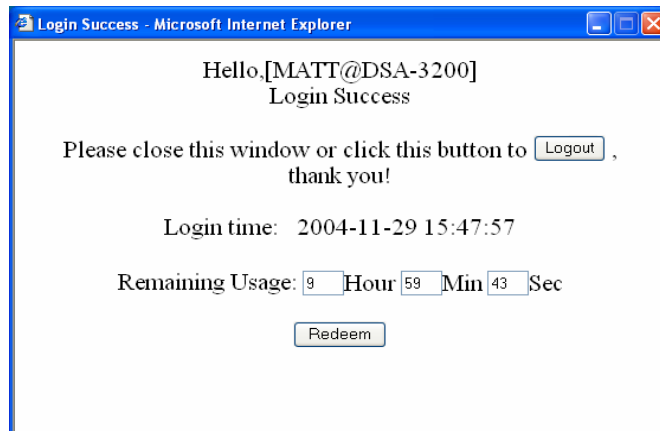 Login Success - Microsoft Internet Explorer
Hello,[MATT@DSA-3200]
Login Success
Please close this window or click this button to Logout ,
thank you!
Login time: 2004-11-29 15:47:57
Remaining Usage: 9 Hour 59 Min 43 Sec
Redeem